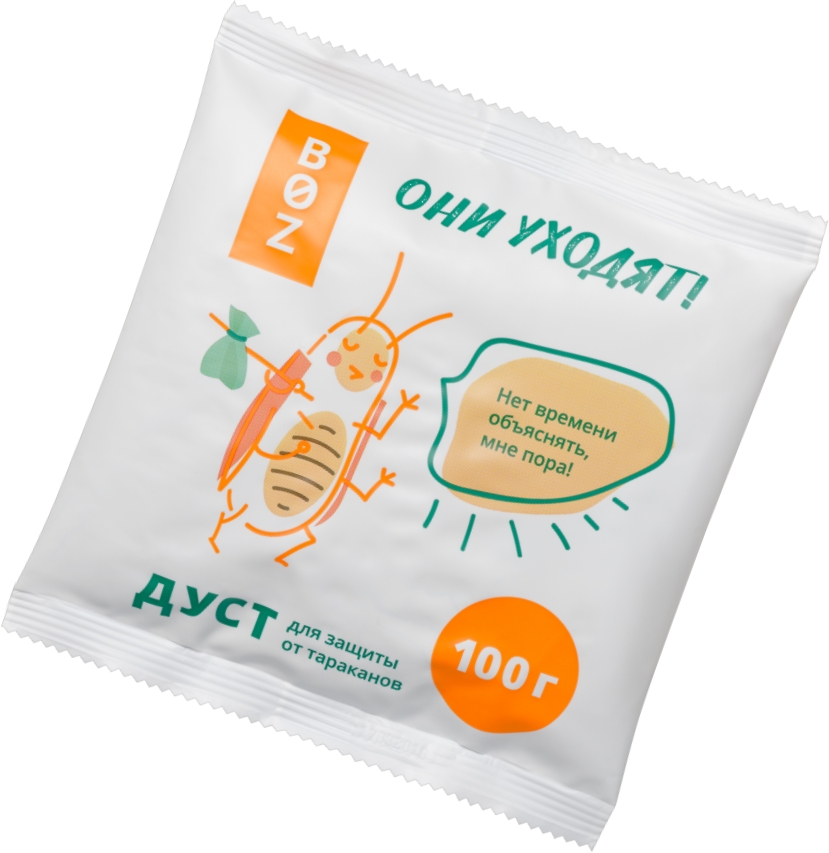 BØZ
ОНИ УХОДЯТ!
Нет времени
объяснять,
мне пора!
ДУСТ
для защиты
от тараканов
100 г